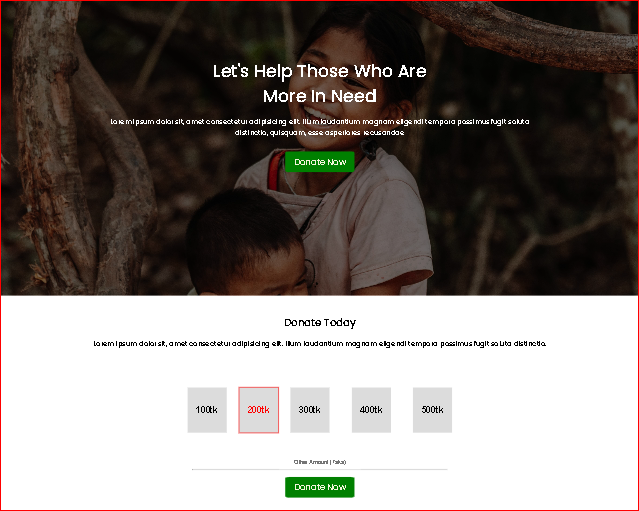 Let's Help Those Who Are
More In Need
Lorem ipsum dolor sit, amet consectetur adipisicing elit. Illum laudantium magnam eligendi tempora possimus fugit soluta
distinctio, quisquam, esse asperiores recusandae
Donate Now
Donate Today
Lorem ipsum dolor sit, amet consectetur adipisicing elit. Illum laudantium magnam eligendi tempora possimus fugit soluta distinctio.
100tk 200tk 300tk 400tk 500tk
Other Amount (Taka)
Donate Now